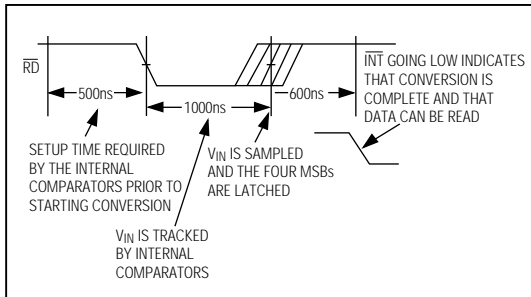 RD
500ns
1000ns
600ns
INT GOING LOW INDICATES
THAT CONVERSION IS
COMPLETE AND THAT
DATA CAN BE READ
SETUP TIME REQUIRED
BY THE INTERNAL
COMPARATORS PRIOR TO
STARTING CONVERSION
VIN IS SAMPLED
AND THE FOUR MSBs
ARE LATCHED
VIN IS TRACKED
BY INTERNAL
COMPARATORS